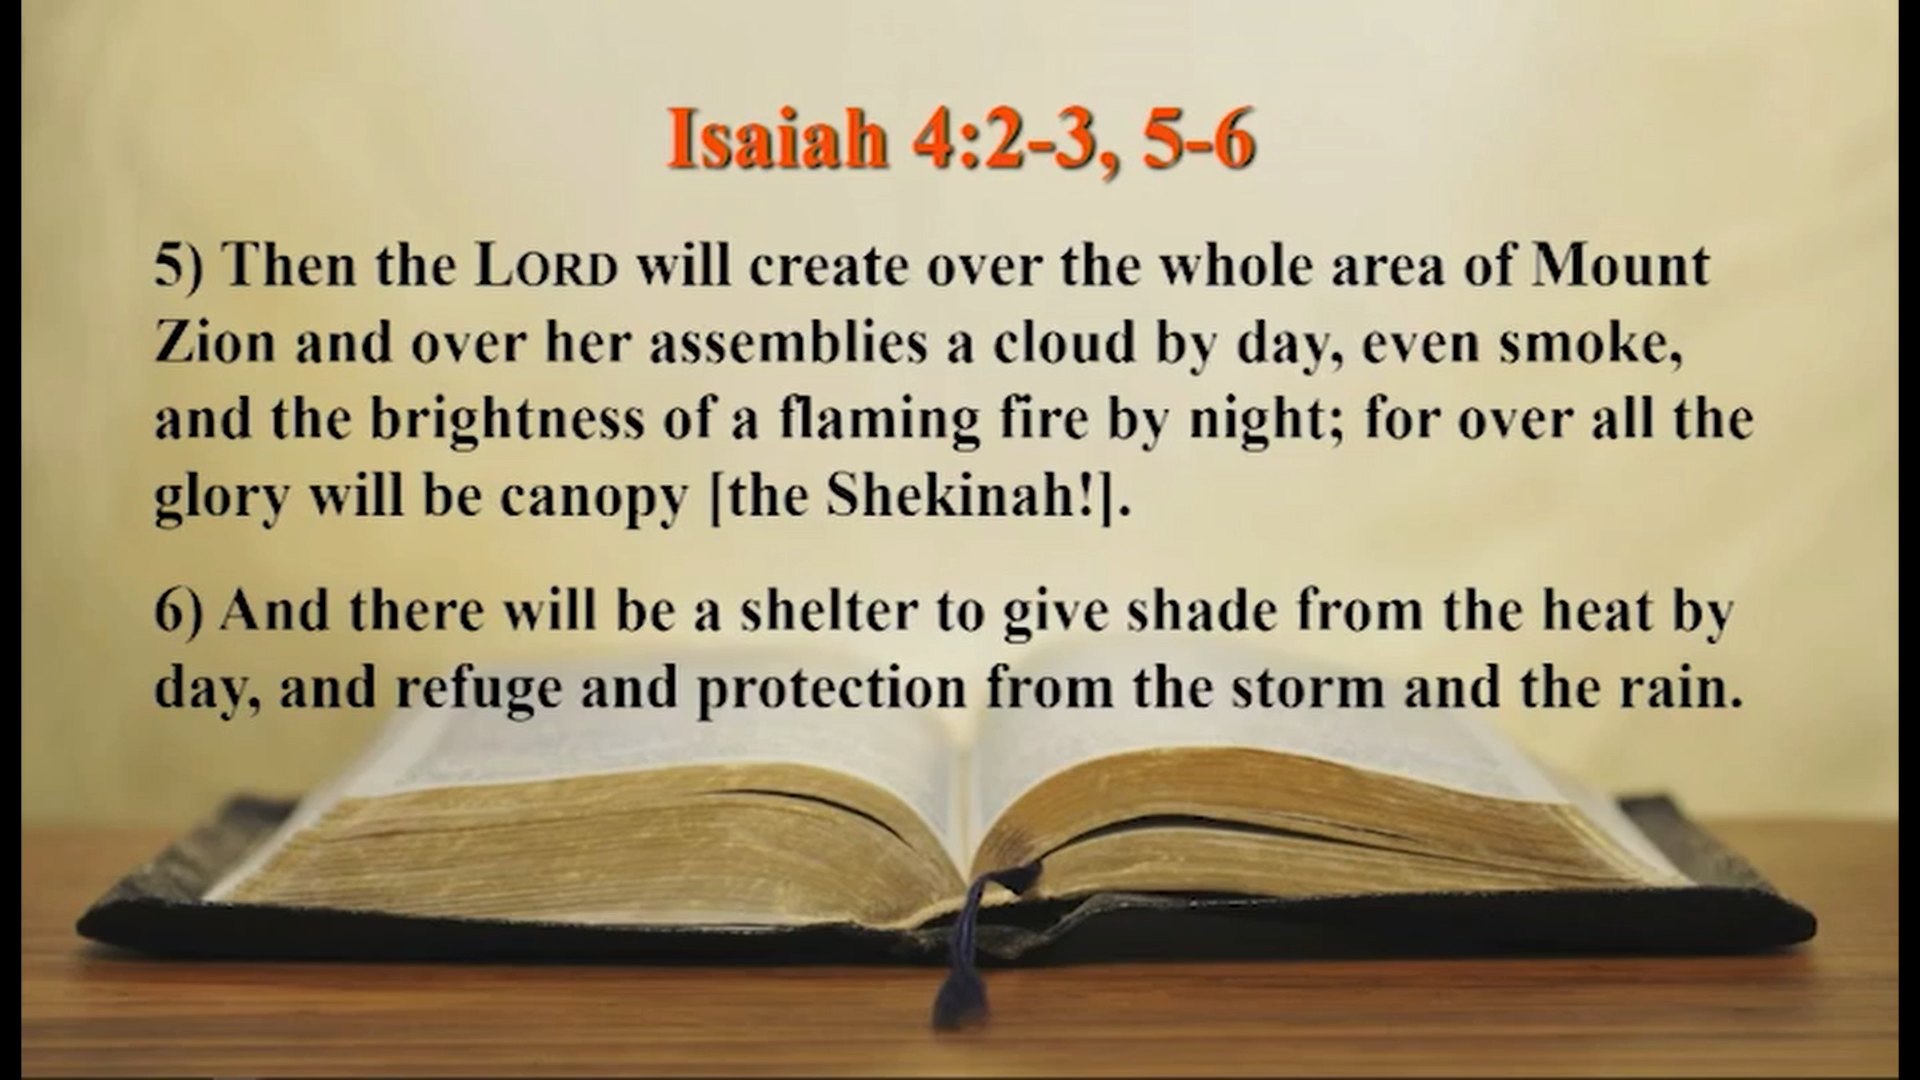 Isaiah 4:2-3, 5-6
5) Then the LORD will create over the whole area of Mount
Zion and over her assemblies a cloud by day, even smoke,
and the brightness of a flaming fire by night; for over all the
glory will be canopy [the Shekinah!].
6) And there will be a shelter to give shade from the heat by
day, and refuge and protection from the storm and the rain.